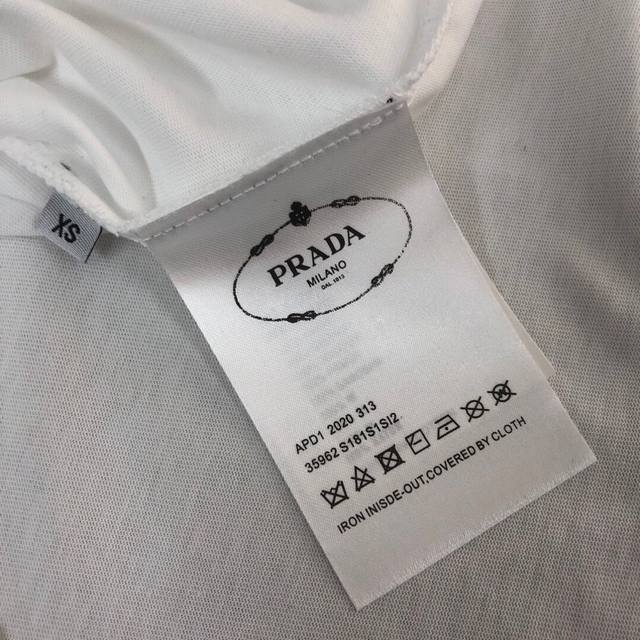 XS
PRADA
MILANO
DAL 1913
APD1 2020 313
35962 S181S1SI2.
IRON INISDE-OUT,COVERED BY CLOTH